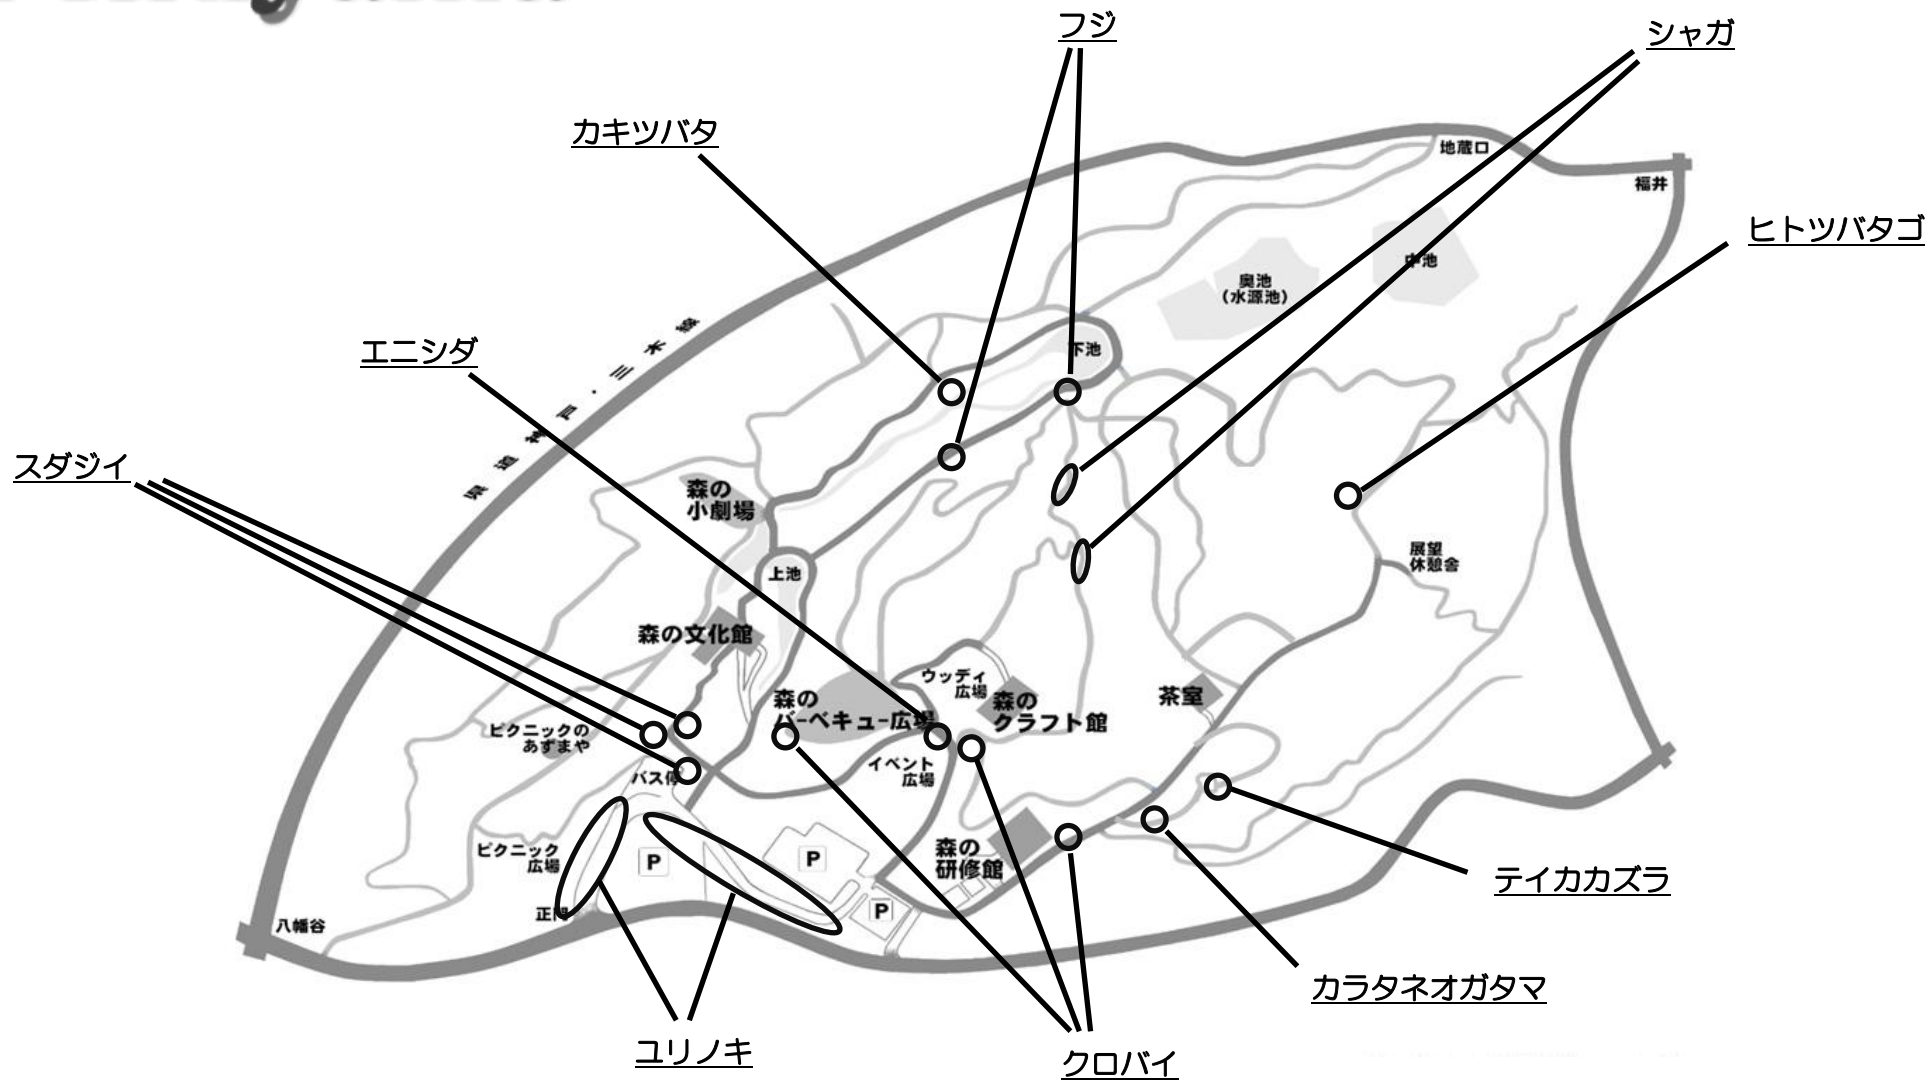 フジ
シャガ
カキツバタ
地蔵口
福井
ヒトツバタゴ
中池
奥池
（水源池）
県道神戸・三木線
エニシダ
下池
スダジイ
森の
小劇場
展望
休憩舎
上池
森の文化館
ウッディ
広場
森の
バーベキュー広場
森の
クラフト館
茶室
ピクニックの
あずまや
イベント
広場
バス停
ピクニック
広場
P
P
森の
研修館
P
テイカカズラ
正門
八幡谷
カラタネオガタマ
ユリノキ
クロバイ